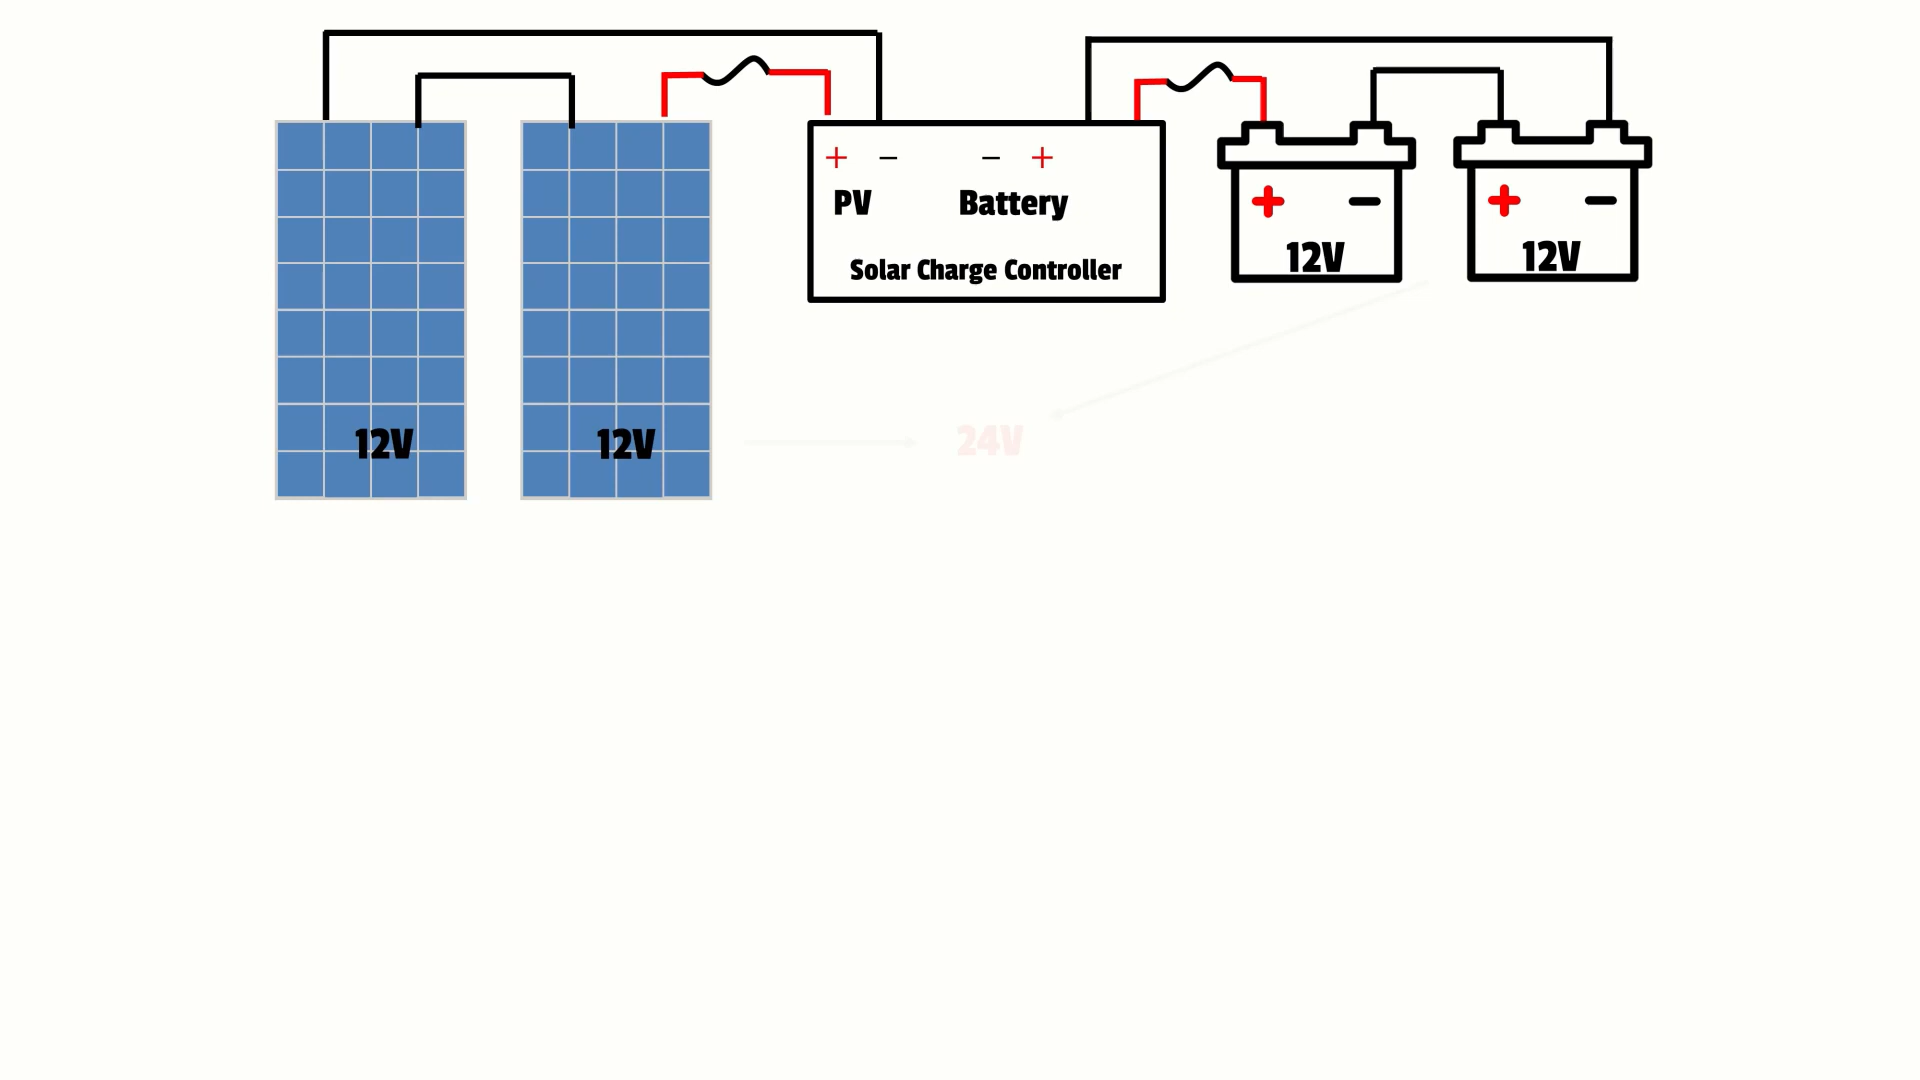 + − − +
PV Battery
Solar Charge Controller
+ − + −
12V 12V
12V 12V 24V